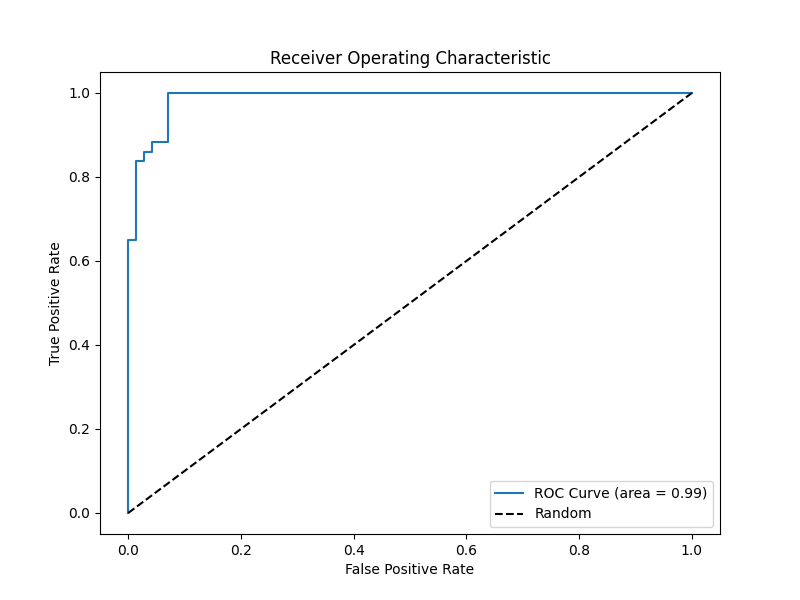 Receiver Operating Characteristic
1.0
0.8
0.6
0.4
0.2
0.0
True Positive Rate
0.0 0.2 0.4 0.6 0.8 1.0
False Positive Rate
ROC Curve (area = 0.99)
Random